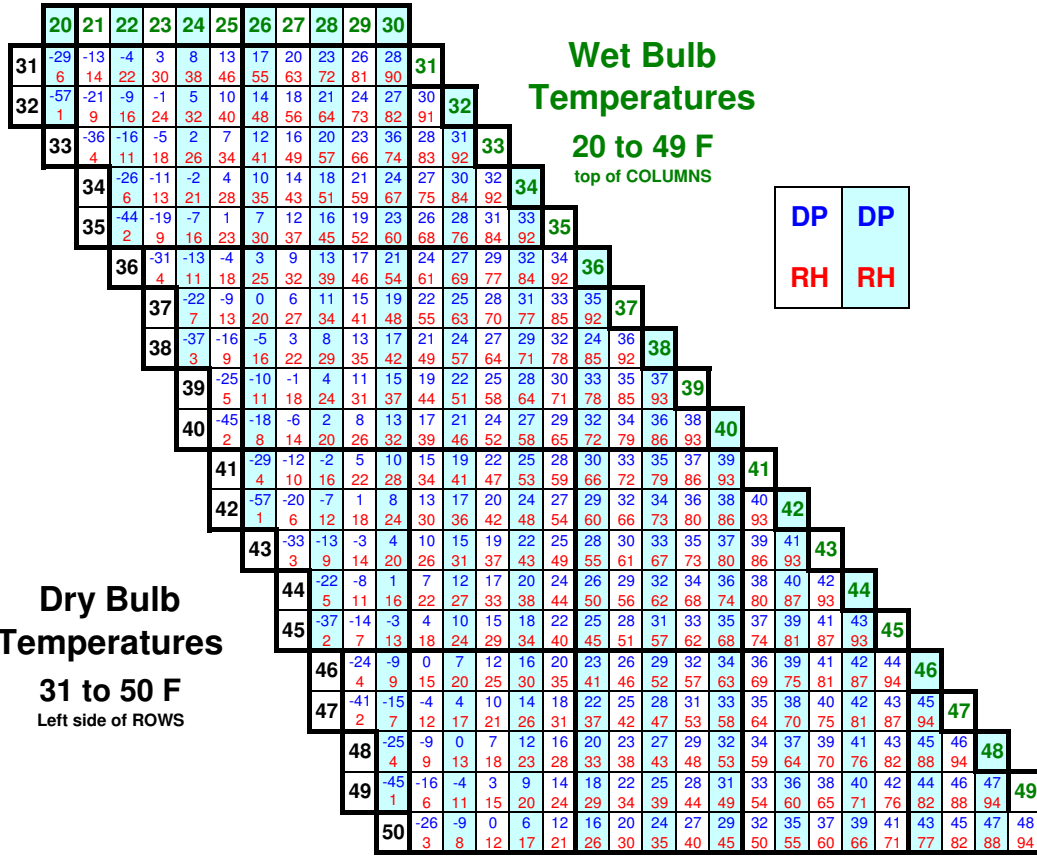 20 21 22 23 24 25 26 27 28 29 30
31 -29 -13 -4 3 8 13 17 20 23 26 28 31
6 14 22 30 38 46 55 63 72 81 90
32 -57 -21 -9 -1 5 10 14 18 21 24 27 30 32
1 9 16 24 32 40 48 56 64 73 82 91
33 -36 -16 -5 2 7 12 16 20 23 36 28 31 33
4 11 18 26 34 41 49 57 66 74 83 92
34 -26 -11 -2 4 10 14 18 21 24 27 30 32 34
6 13 21 28 35 43 51 59 67 75 84 92
35 -44 -19 -7 1 7 12 16 19 23 26 28 31 33 35
2 9 16 23 30 37 45 52 60 68 76 84 92
36 -31 -13 -4 3 9 13 17 21 24 27 29 32 34 36
4 11 18 25 32 39 46 54 61 69 77 84 92
37 -22 -9 0 6 11 15 19 22 25 28 31 33 35 37
7 13 20 27 34 41 48 55 63 70 77 85 92
38 -37 -16 -5 3 8 13 17 21 24 27 29 32 24 36 38
3 9 16 22 29 35 42 49 57 64 71 78 85 92
39 -25 -10 -1 4 11 15 19 22 25 28 30 33 35 37 39
5 11 18 24 31 37 44 51 58 64 71 78 85 93
40 -45 -18 -6 2 8 13 17 21 24 27 29 32 34 36 38 40
2 8 14 20 26 32 39 46 52 58 65 72 79 86 93
41 -29 -12 -2 5 10 15 19 22 25 28 30 33 35 37 39 41
4 10 16 22 28 34 41 47 53 59 66 72 79 86 93
42 -57 -20 -7 1 8 13 17 20 24 27 29 32 34 36 38 40 42
1 6 12 18 24 30 36 42 48 54 60 66 73 80 86 93
43 -33 -13 -3 4 10 15 19 22 25 28 30 33 35 37 39 41 43
3 9 14 20 26 31 37 43 49 55 61 67 73 80 86 93
44 -22 -8 1 7 12 17 20 24 26 29 32 34 36 38 40 42 44
5 11 16 22 27 33 38 44 50 56 62 68 74 80 87 93
45 -37 -14 -3 4 10 15 18 22 25 28 31 33 35 37 39 41 43 45
2 7 13 18 24 29 34 40 45 51 57 62 68 74 81 87 93
46 -24 -9 0 7 12 16 20 23 26 29 32 34 36 39 41 42 44 46
4 9 15 20 25 30 35 41 46 52 57 63 69 75 81 87 94
47 -41 -15 -4 4 10 14 18 22 25 28 31 33 35 38 40 42 43 45 47
2 7 12 17 21 26 31 37 42 47 53 58 64 70 75 81 87 94
48 -25 -9 0 7 12 16 20 23 27 29 32 34 37 39 41 43 45 46 48
4 9 13 18 23 28 33 38 43 48 53 59 64 70 76 82 88 94
49 -45 -16 -4 3 9 14 18 22 25 28 31 33 36 38 40 42 44 46 47 49
1 6 11 15 20 24 29 34 39 44 49 54 60 65 71 76 82 88 94
50 -26 -9 0 6 12 16 20 24 27 29 32 35 37 39 41 43 45 47 48
3 8 12 17 21 26 30 35 40 45 50 55 60 66 71 77 82 88 94
Wet Bulb
Temperatures
20 to 49 F
top of COLUMNS
DP DP
RH RH
Dry Bulb
Temperatures
31 to 50 F
Left side of ROWS